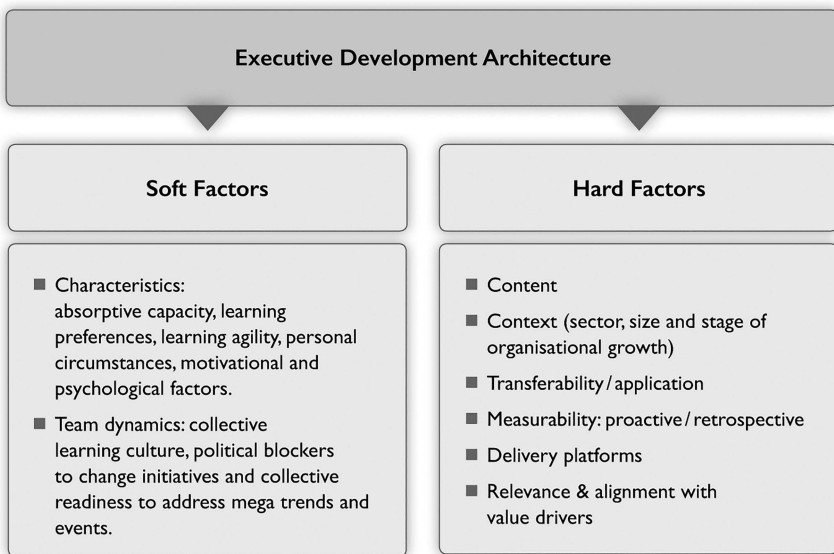 Executive Development Architecture
Soft Factors
Characteristics:
absorptive capacity, learning
preferences, learning agility, personal
circumstances, motivational and
psychological factors.
Team dynamics: collective
learning culture, political blockers
to change initiatives and collective
readiness to address mega trends and
events.
Hard Factors
Content
Context (sector, size and stage of
organisational growth)
Transferability / application
Measurability: proactive / retrospective
Delivery platforms
Relevance & alignment with
value drivers